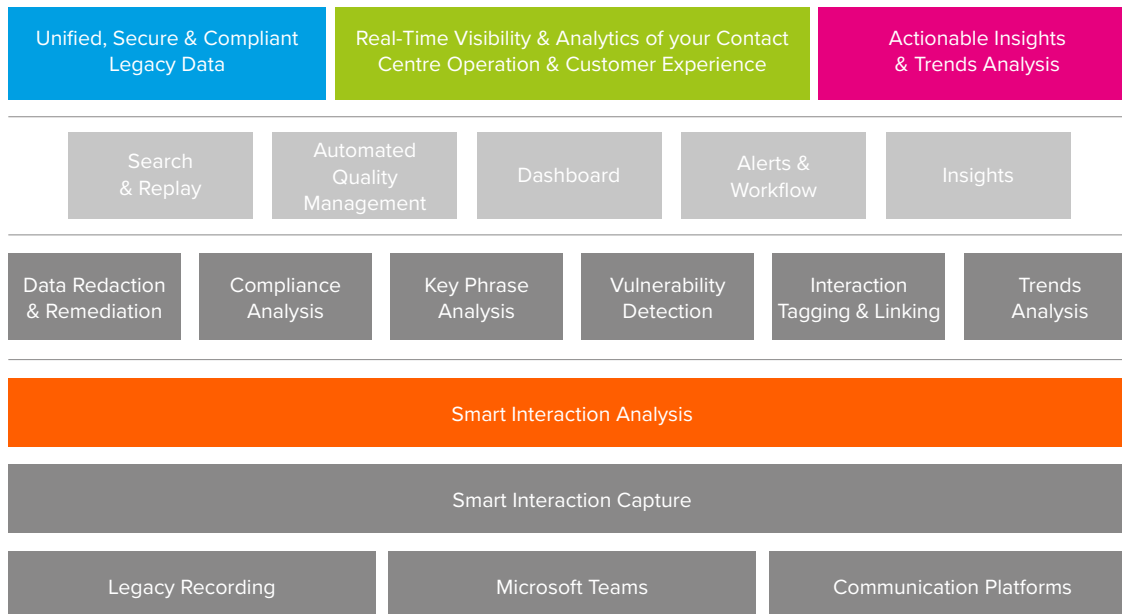 Unified, Secure & Compliant
Legacy Data
Real-Time Visibility & Analytics of your Contact
Centre Operation & Customer Experience
Actionable Insights
& Trends Analysis
Search
& Replay
Automated
Quality
Management
Dashboard
Alerts &
Workflow
Insights
Data Redaction
& Remediation
Compliance
Analysis
Key Phrase
Analysis
Vulnerability
Detection
Interaction
Tagging & Linking
Trends
Analysis
Smart Interaction Analysis
Smart Interaction Capture
Legacy Recording
Microsoft Teams
Communication Platforms